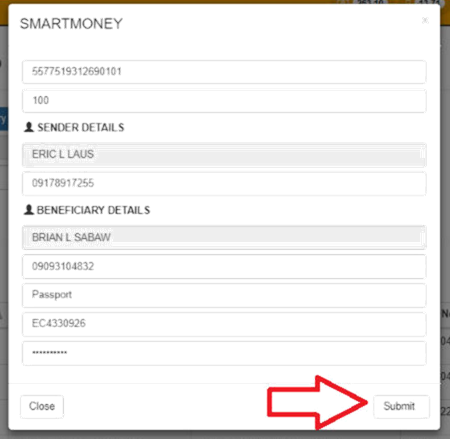 SMARTMONEY
×
5577519312690101
100
SENDER DETAILS
ERIC L LAUS
09178917255
BENEFICIARY DETAILS
BRIAN L SABAW
09093104832
Passport
EC4330926
••••••••••
Close
Submit